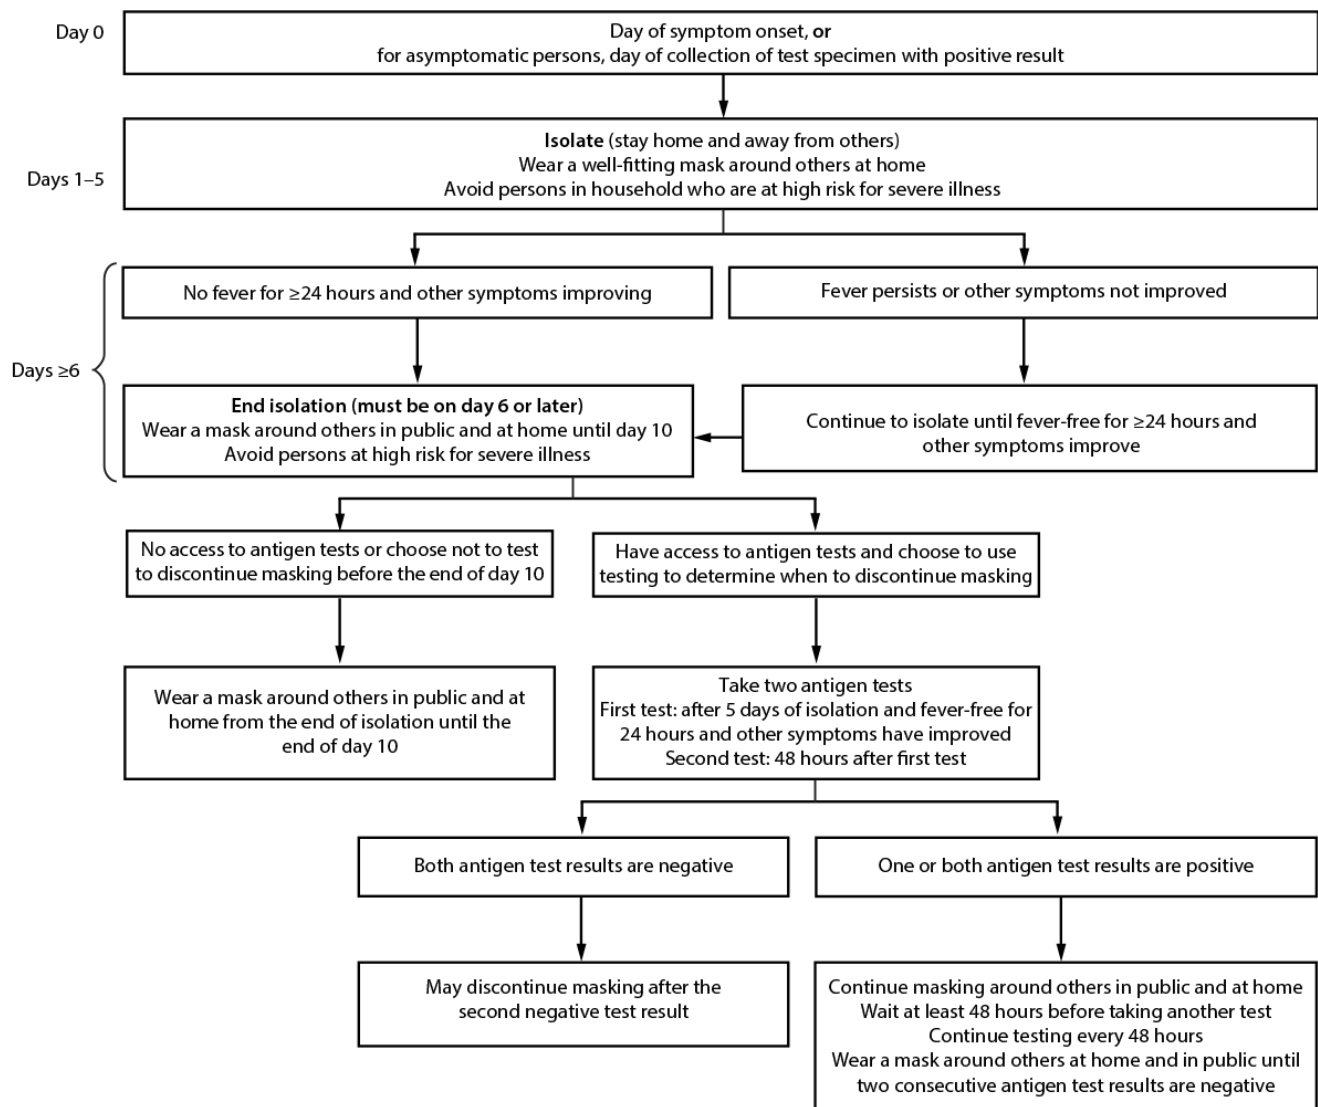 Day 0
Day of symptom onset, or
for asymptomatic persons, day of collection of test specimen with positive result
Days 1–5
Isolate (stay home and away from others)
Wear a well-fitting mask around others at home
Avoid persons in household who are at high risk for severe illness
Days ≥6
No fever for ≥24 hours and other symptoms improving
Fever persists or other symptoms not improved
End isolation (must be on day 6 or later)
Wear a mask around others in public and at home until day 10
Avoid persons at high risk for severe illness
Continue to isolate until fever-free for ≥24 hours and
other symptoms improve
No access to antigen tests or choose not to test
to discontinue masking before the end of day 10
Have access to antigen tests and choose to use
testing to determine when to discontinue masking
Wear a mask around others in public and at
home from the end of isolation until the
end of day 10
Take two antigen tests
First test: after 5 days of isolation and fever-free for
24 hours and other symptoms have improved
Second test: 48 hours after first test
Both antigen test results are negative
One or both antigen test results are positive
May discontinue masking after the
second negative test result
Continue masking around others in public and at home
Wait at least 48 hours before taking another test
Continue testing every 48 hours
Wear a mask around others at home and in public until
two consecutive antigen test results are negative